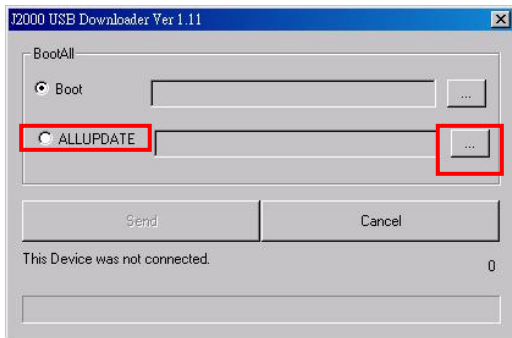 J2000 USB Downloader Ver 1.11
BootAll
Boot
...
ALLUPDATE
...
Send Cancel
This Device was not connected. 0